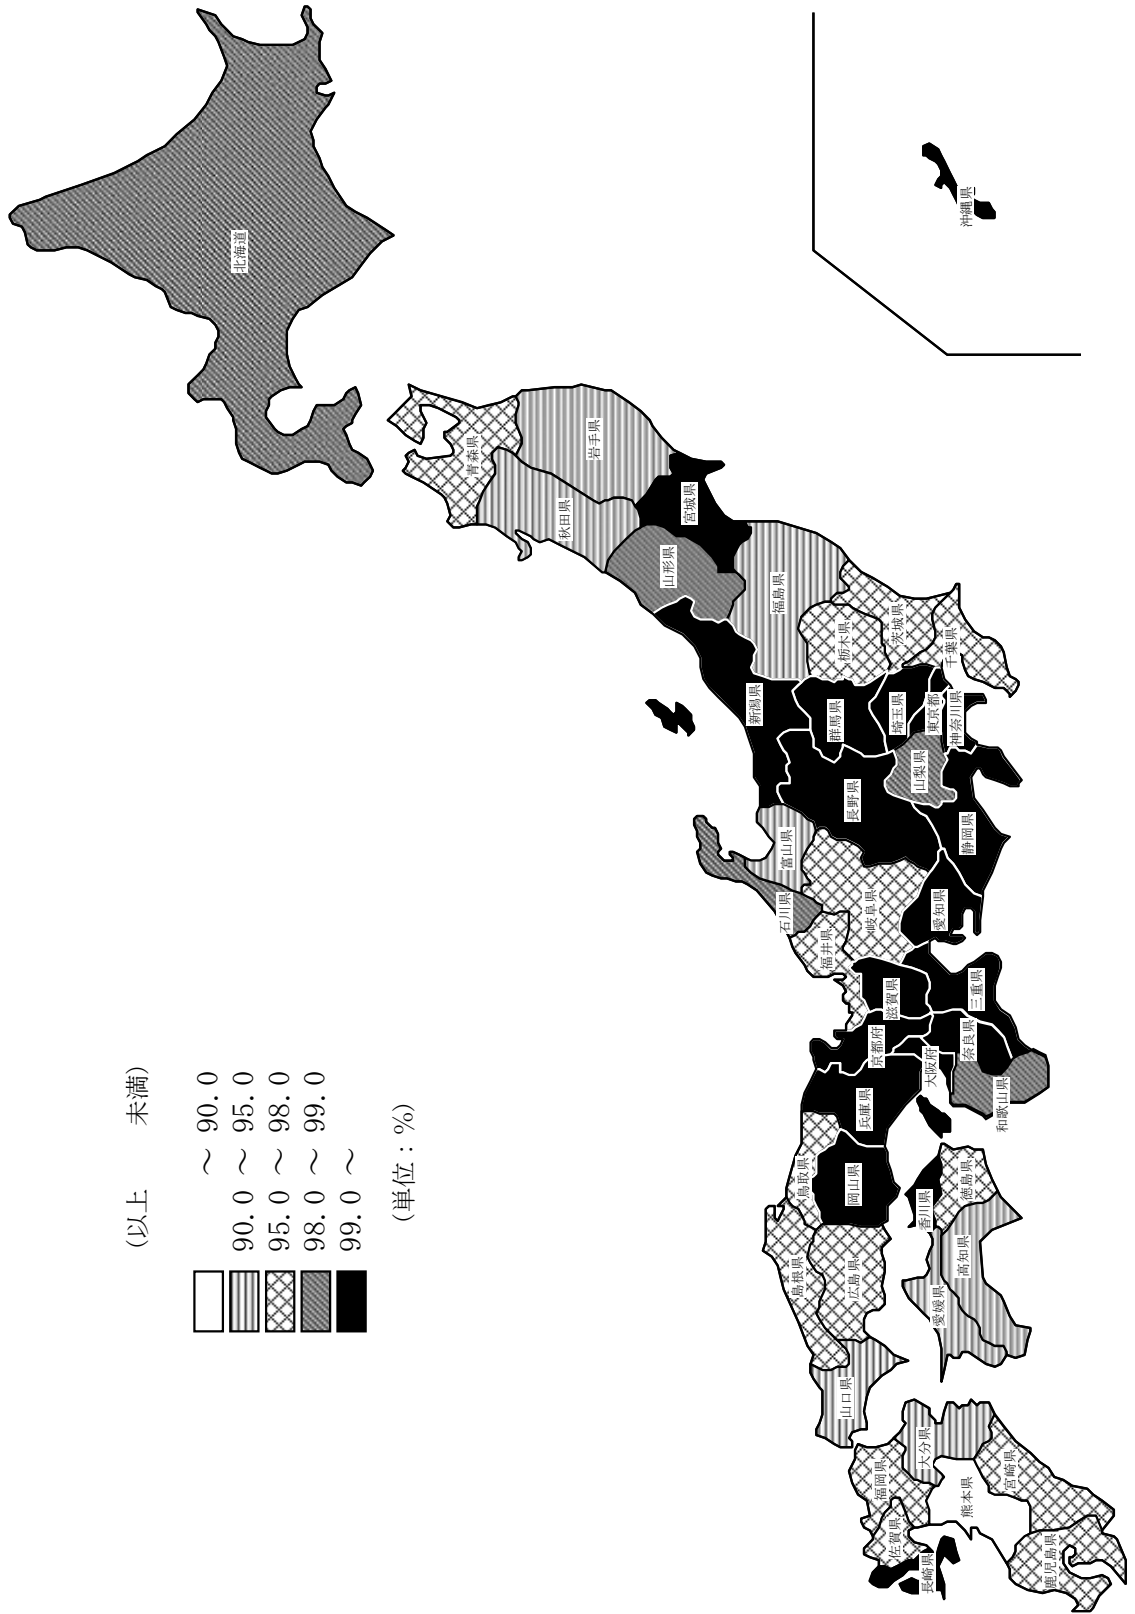 (以上　未満)
～ 90.0
90.0 ～ 95.0
95.0 ～ 98.0
98.0 ～ 99.0
99.0 ～
(単位：%)
北海道
青森県
岩手県
秋田県
宮城県
山形県
福島県
栃木県
茨城県
千葉県
新潟県
群馬県
埼玉県
東京都
神奈川県
山梨県
長野県
静岡県
富山県
石川県
岐阜県
愛知県
福井県
滋賀県
三重県
京都府
奈良県
大阪府
和歌山県
兵庫県
鳥取県
岡山県
島根県
広島県
山口県
香川県
徳島県
高知県
愛媛県
福岡県
大分県
佐賀県
熊本県
宮崎県
長崎県
鹿児島県
沖縄県